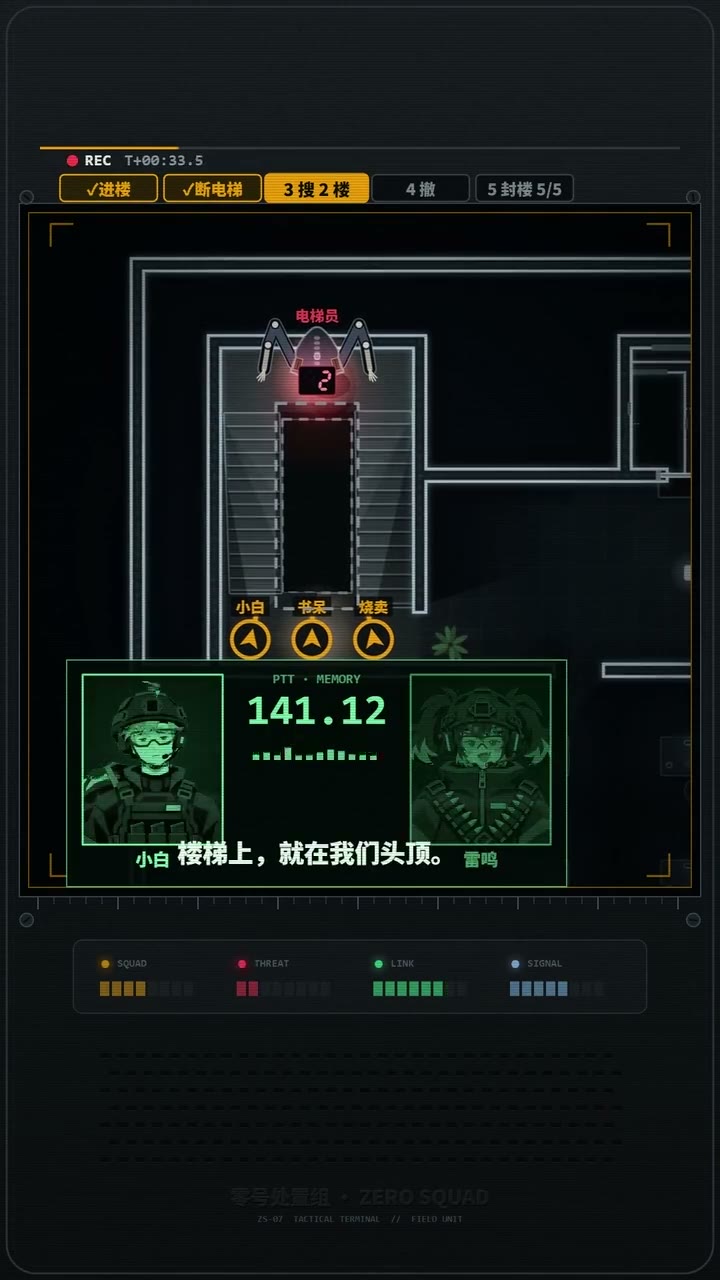 REC T+00:33.5
✓进楼 ✓断电梯 3 搜 2 楼 4 撤 5 封楼 5/5
电梯员
2
小白 书呆 烧卖
PTT · MEMORY
141.12
小白 楼梯上，就在我们头顶。 雷鸣
SQUAD THREAT LINK SIGNAL
零号处置组 · ZERO SQUAD
ZS-07 TACTICAL TERMINAL // FIELD UNIT